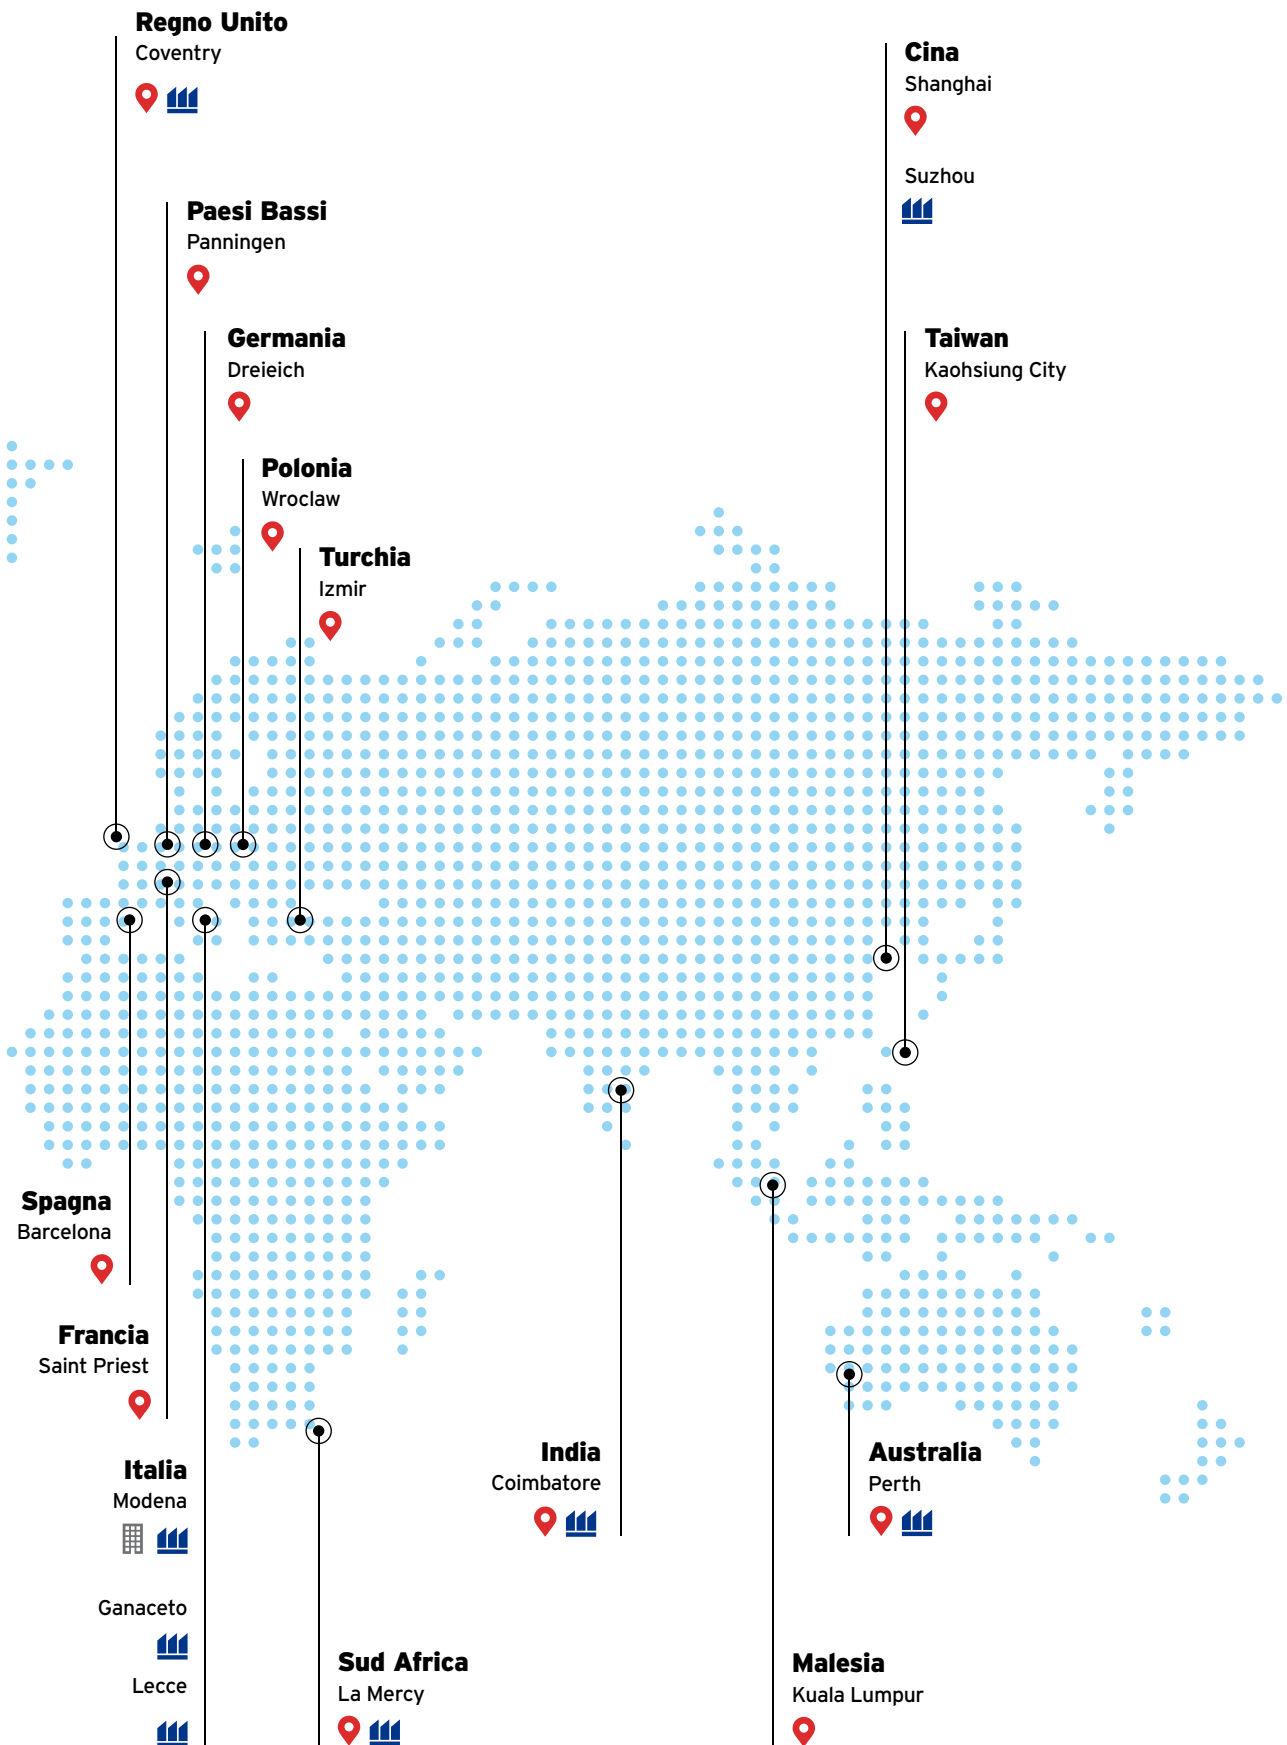 Regno Unito
Coventry
Cina
Shanghai
Suzhou
Paesi Bassi
Panningen
Germania
Dreieich
Taiwan
Kaohsiung City
Polonia
Wroclaw
Turchia
Izmir
Spagna
Barcelona
Francia
Saint Priest
Italia
Modena
Ganaceto
Lecce
India
Coimbatore
Australia
Perth
Sud Africa
La Mercy
Malesia
Kuala Lumpur